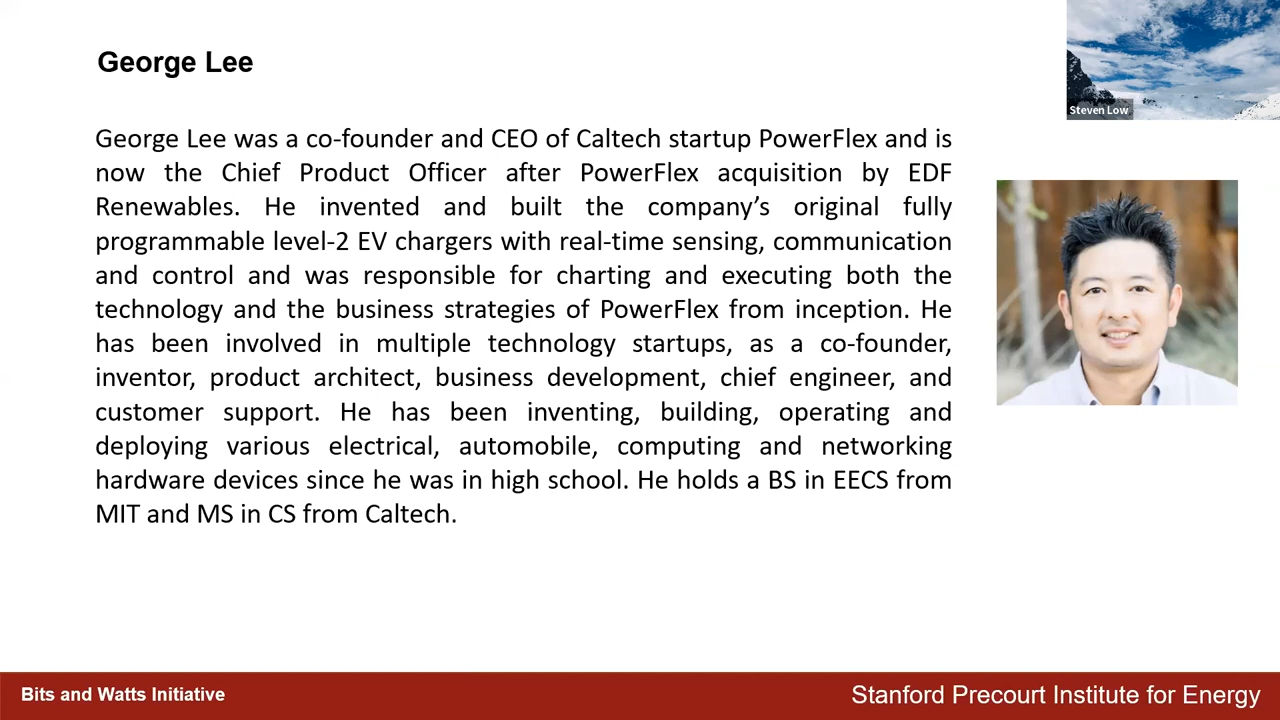 George Lee
Steven Low
George Lee was a co-founder and CEO of Caltech startup PowerFlex and is
now the Chief Product Officer after PowerFlex acquisition by EDF
Renewables. He invented and built the company’s original fully
programmable level-2 EV chargers with real-time sensing, communication
and control and was responsible for charting and executing both the
technology and the business strategies of PowerFlex from inception. He
has been involved in multiple technology startups, as a co-founder,
inventor, product architect, business development, chief engineer, and
customer support. He has been inventing, building, operating and
deploying various electrical, automobile, computing and networking
hardware devices since he was in high school. He holds a BS in EECS from
MIT and MS in CS from Caltech.
Bits and Watts Initiative
Stanford Precourt Institute for Energy